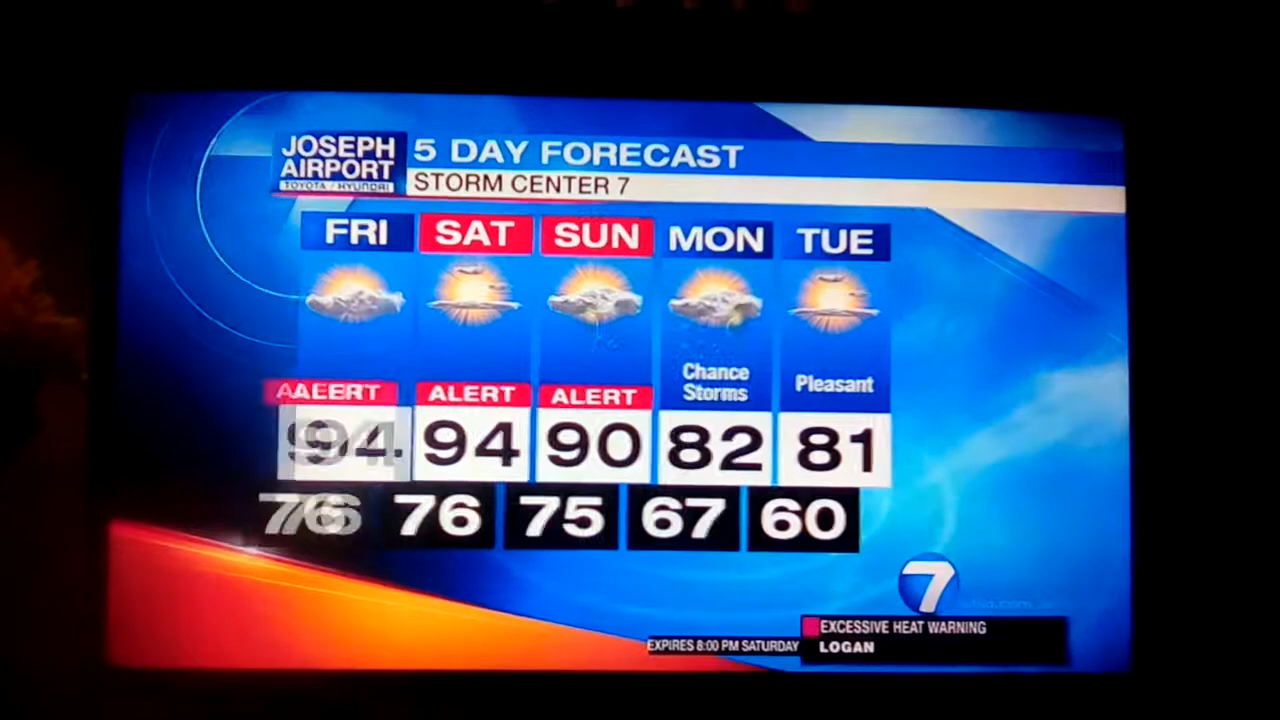 JOSEPH
AIRPORT
TOYOTA / HYUNDAI
5 DAY FORECAST
STORM CENTER 7
FRI SAT SUN MON TUE
Chance
Storms
Pleasant
ALERT ALERT ALERT
94 94 90 82 81
76 76 75 67 60
7
EXCESSIVE HEAT WARNING
EXPIRES 8:00 PM SATURDAY
LOGAN